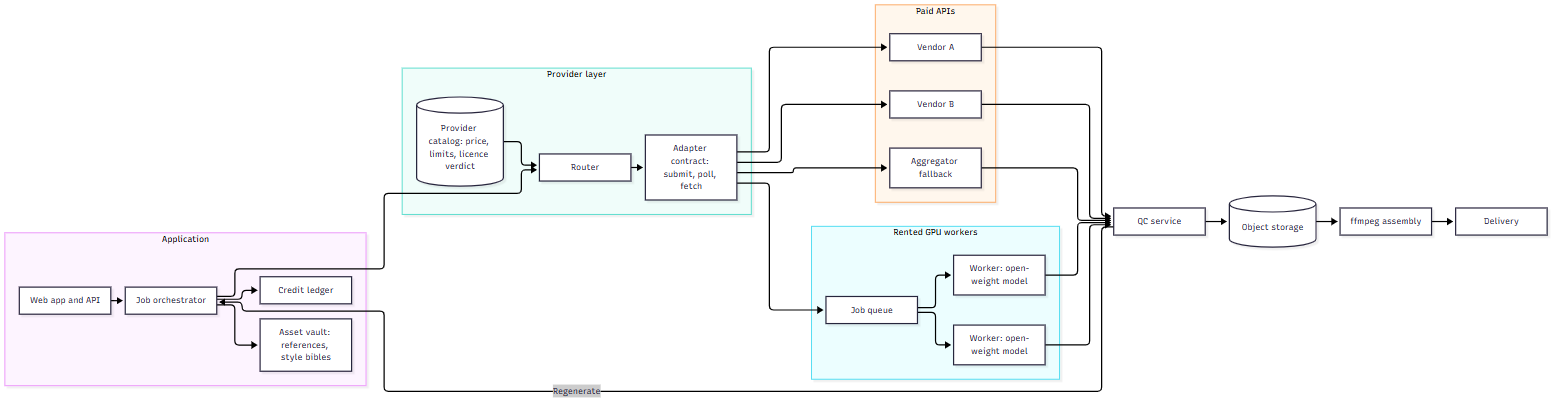 Paid APIs
Vendor A
Vendor B
Aggregator
fallback
Provider layer
Provider
catalog: price,
limits, licence
verdict
Router
Adapter
contract:
submit, poll,
fetch
Application
Web app and API
Job orchestrator
Credit ledger
Asset vault:
references,
style bibles
Rented GPU workers
Job queue
Worker: open-
weight model
Worker: open-
weight model
QC service
Object storage
ffmpeg assembly
Delivery
Regenerate